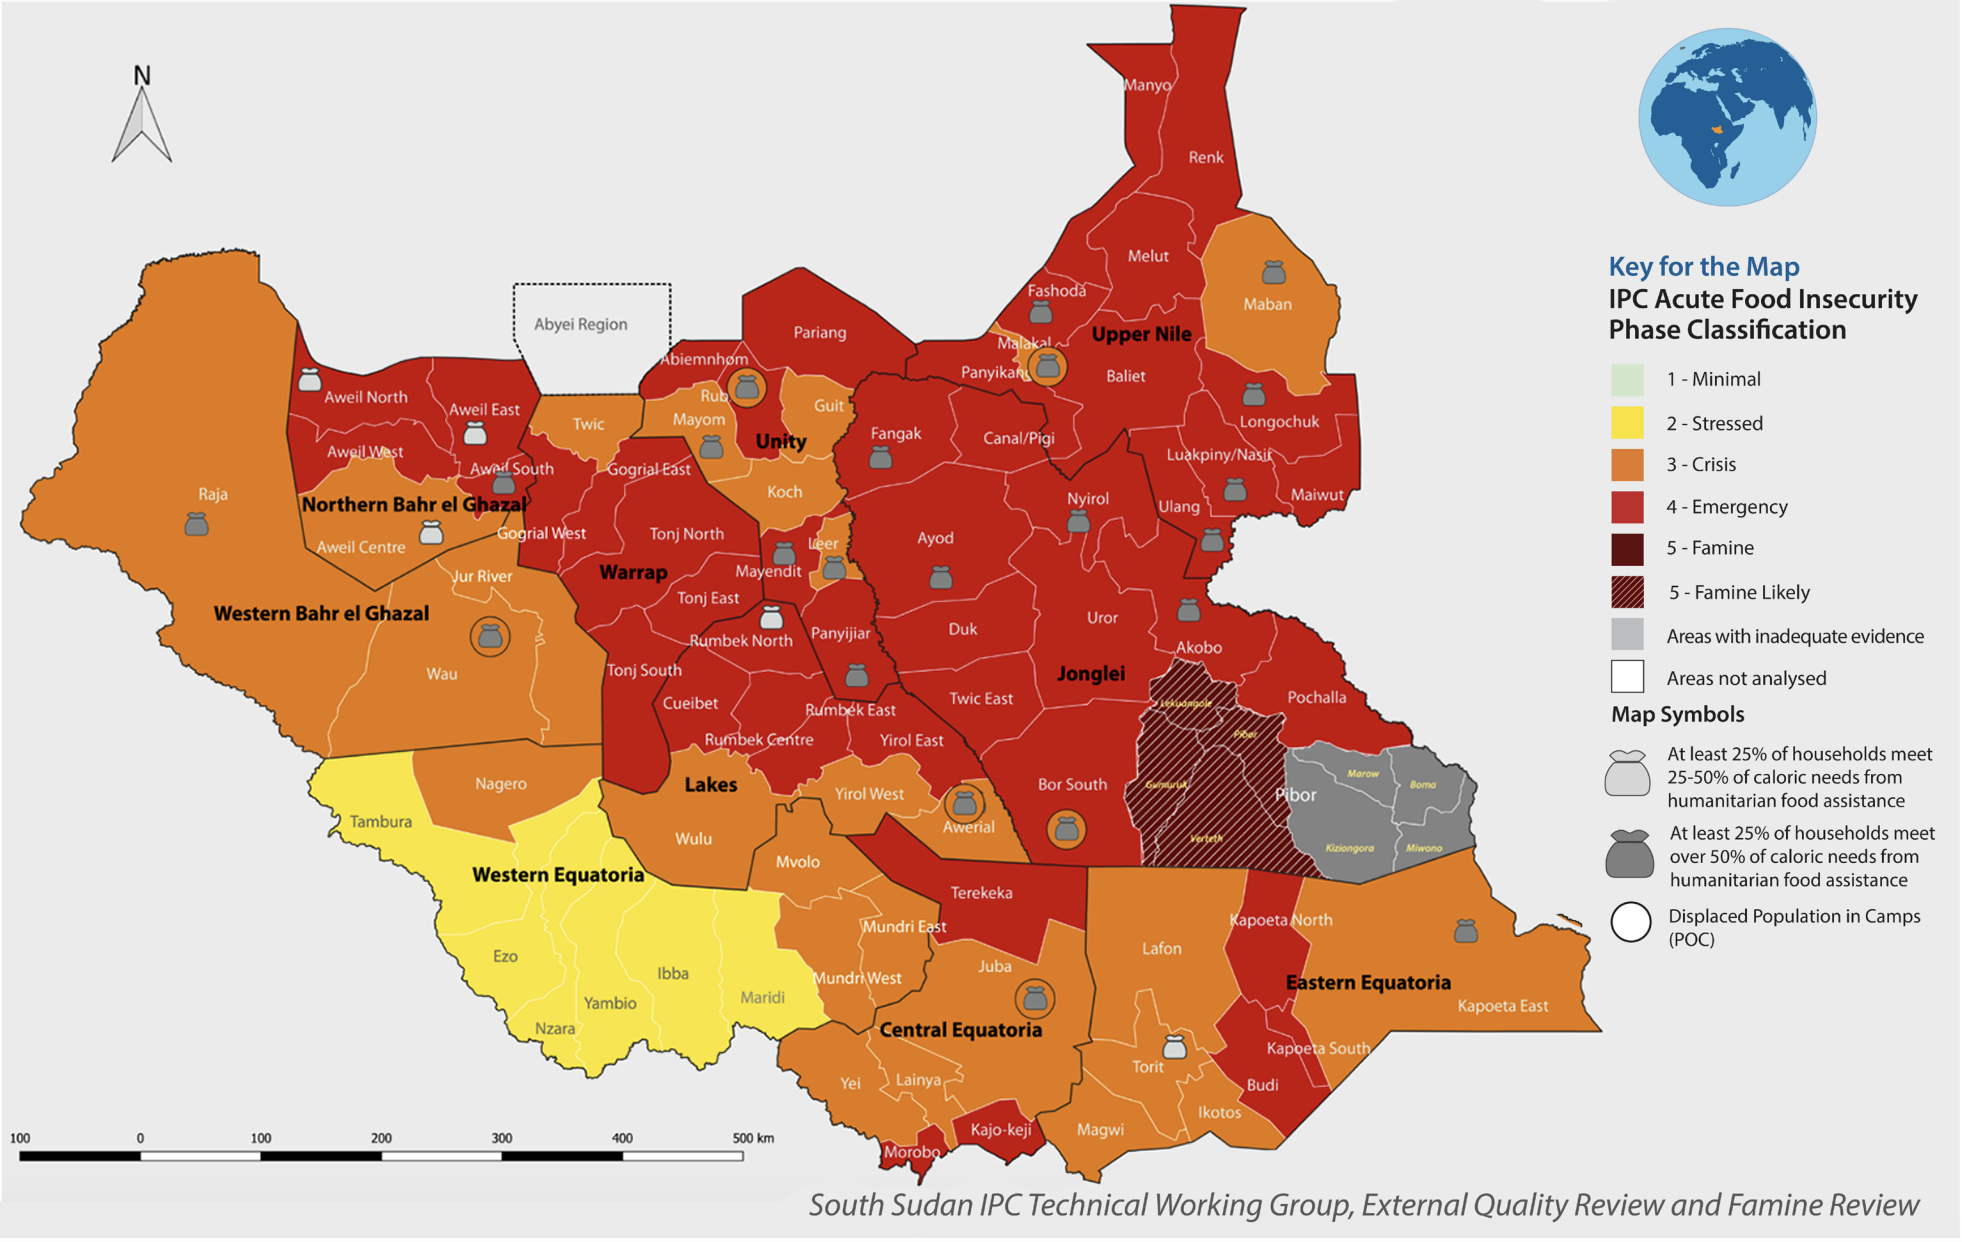 N
Manyo
Renk
Melut
Fashoda
Maban
Upper Nile
Malakal
Panyikang
Baliet
Longochuk
Luakpiny/Nasir
Maiwut
Ulang
Abyei Region
Pariang
Abiemnhom
Rub
Mayom
Guit
Unity
Koch
Leer
Mayendit
Panyijiar
Aweil North
Aweil East
Aweil West
Aweil South
Northern Bahr el Ghazal
Aweil Centre
Raja
Western Bahr el Ghazal
Jur River
Wau
Twic
Gogrial East
Gogrial West
Tonj North
Warrap
Tonj East
Tonj South
Rumbek North
Cueibet
Rumbek East
Rumbek Centre
Yirol East
Lakes
Yirol West
Awerial
Wulu
Fangak
Canal/Pigi
Nyirol
Ayod
Uror
Duk
Akobo
Jonglei
Twic East
Pochalla
Bor South
Lekuangole
Pibor
Gumuruk
Verteth
Pibor
Marow
Boma
Kiziongora
Miwono
Nagero
Tambura
Western Equatoria
Mvolo
Mundri East
Mundri West
Ezo
Yambio
Nzara
Ibba
Maridi
Terekeka
Juba
Central Equatoria
Yei
Lainya
Morobo
Kajo-keji
Lafon
Kapoeta North
Eastern Equatoria
Kapoeta East
Kapoeta South
Torit
Budi
Ikotos
Magwi
Key for the Map
IPC Acute Food Insecurity
Phase Classification
1 - Minimal
2 - Stressed
3 - Crisis
4 - Emergency
5 - Famine
5 - Famine Likely
Areas with inadequate evidence
Areas not analysed
Map Symbols
At least 25% of households meet
25-50% of caloric needs from
humanitarian food assistance
At least 25% of households meet
over 50% of caloric needs from
humanitarian food assistance
Displaced Population in Camps
(POC)
100 0 100 200 300 400 500 km
South Sudan IPC Technical Working Group, External Quality Review and Famine Review